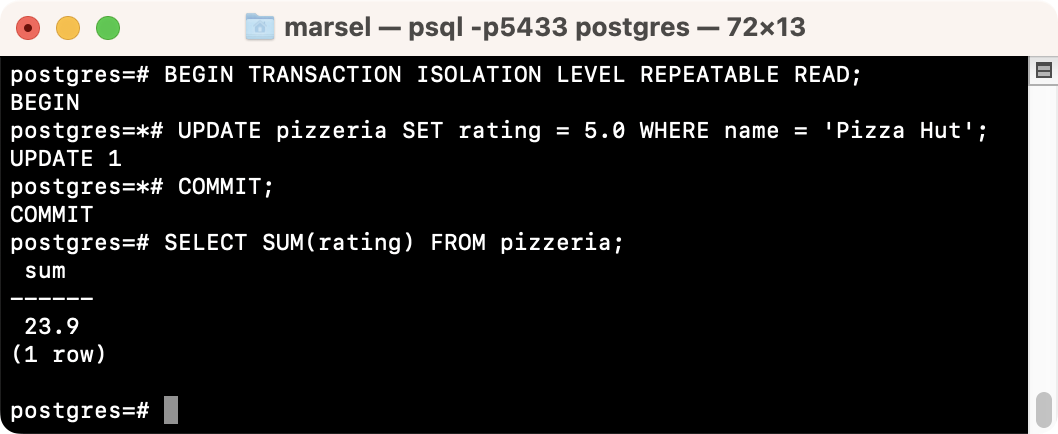 marsel — psql -p5433 postgres — 72×13
postgres=# BEGIN TRANSACTION ISOLATION LEVEL REPEATABLE READ;
BEGIN
postgres=*# UPDATE pizzeria SET rating = 5.0 WHERE name = 'Pizza Hut';
UPDATE 1
postgres=*# COMMIT;
COMMIT
postgres=# SELECT SUM(rating) FROM pizzeria;
 sum
------
 23.9
(1 row)

postgres=#